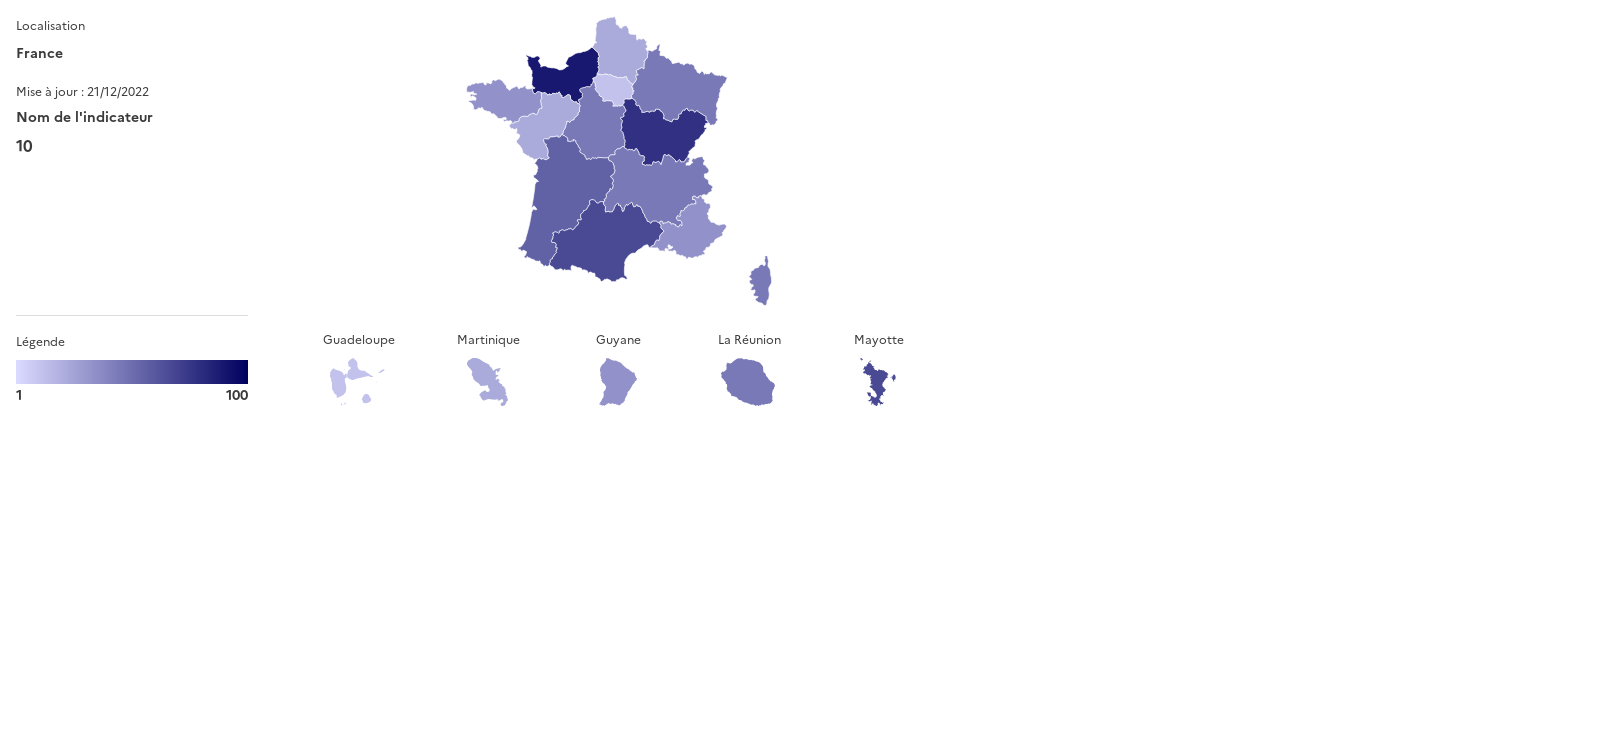 Localisation
France
Mise à jour : 21/12/2022
Nom de l'indicateur
10
Légende
1 100
Guadeloupe
Martinique
Guyane
La Réunion
Mayotte